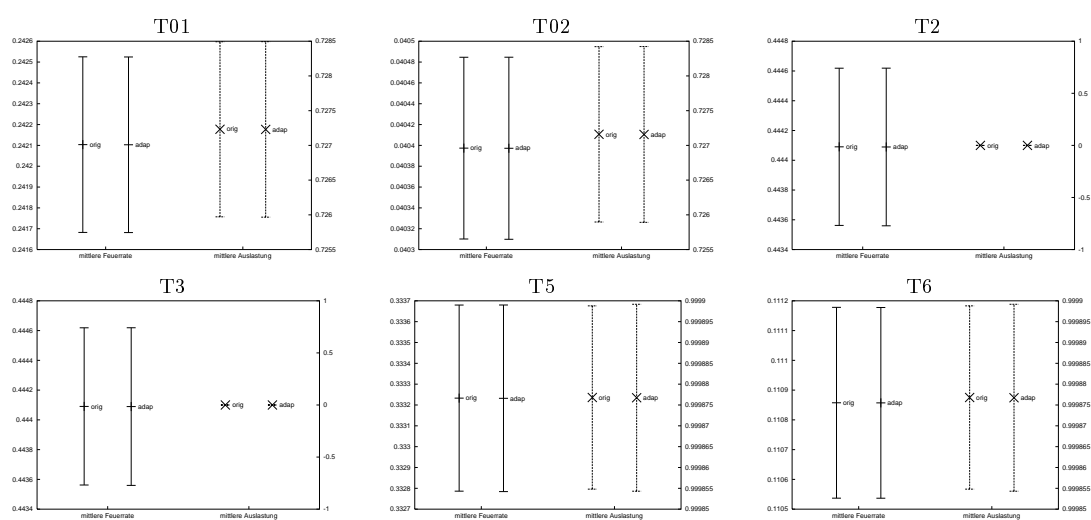 T01
0.2426
0.2425
0.2424
0.2423
0.2422
0.2421
0.242
0.2419
0.2418
0.2417
0.2416
orig
adap
orig
adap
0.7285
0.728
0.7275
0.727
0.7265
0.726
0.7255
mittlere Feuerrate
mittlere Auslastung
T02
0.0405
0.04048
0.04046
0.04044
0.04042
0.0404
0.04038
0.04036
0.04034
0.04032
0.0403
orig
adap
orig
adap
0.7285
0.728
0.7275
0.727
0.7265
0.726
0.7255
mittlere Feuerrate
mittlere Auslastung
T2
0.4448
0.4446
0.4444
0.4442
0.444
0.4438
0.4436
0.4434
orig
adap
orig
adap
1
0.5
0
-0.5
-1
mittlere Feuerrate
mittlere Auslastung
T3
0.4448
0.4446
0.4444
0.4442
0.444
0.4438
0.4436
0.4434
orig
adap
orig
adap
1
0.5
0
-0.5
-1
mittlere Feuerrate
mittlere Auslastung
T5
0.3337
0.3336
0.3335
0.3334
0.3333
0.3332
0.3331
0.333
0.3329
0.3328
0.3327
orig
adap
orig
adap
0.9999
0.999895
0.99989
0.999885
0.99988
0.999875
0.99987
0.999865
0.99986
0.999855
0.99985
mittlere Feuerrate
mittlere Auslastung
T6
0.1112
0.1111
0.111
0.1109
0.1108
0.1107
0.1106
0.1105
orig
adap
orig
adap
0.9999
0.999895
0.99989
0.999885
0.99988
0.999875
0.99987
0.999865
0.99986
0.999855
0.99985
mittlere Feuerrate
mittlere Auslastung